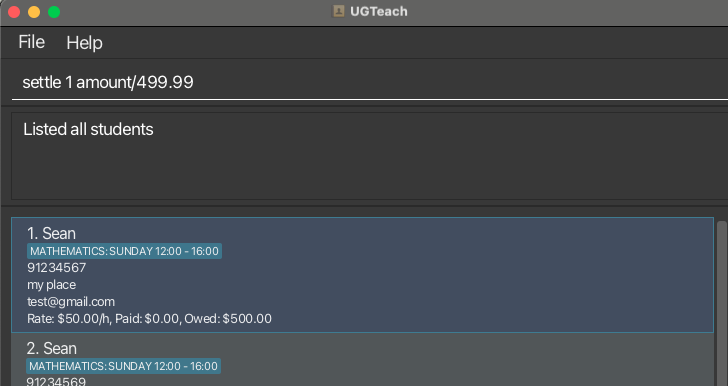 UGTeach
File Help
settle 1 amount/499.99
Listed all students
1. Sean
MATHEMATICS: SUNDAY 12:00 - 16:00
91234567
my place
test@gmail.com
Rate: $50.00/h, Paid: $0.00, Owed: $500.00
2. Sean
MATHEMATICS: SUNDAY 12:00 - 16:00
91234569